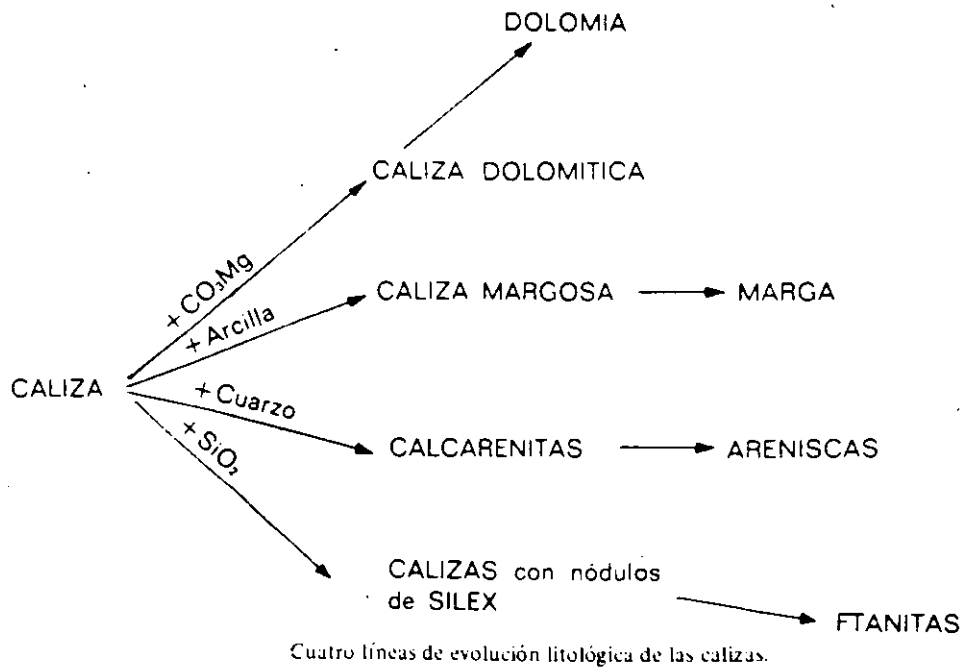 DOLOMIA
CALIZA DOLOMITICA
+ CO₃Mg
+ Arcilla
CALIZA MARGOSA
MARGA
CALIZA
+ Cuarzo
+ SiO₂
CALCARENITAS
ARENISCAS
CALIZAS con nódulos
de SILEX
FTANITAS
Cuatro líneas de evolución litológica de las calizas.